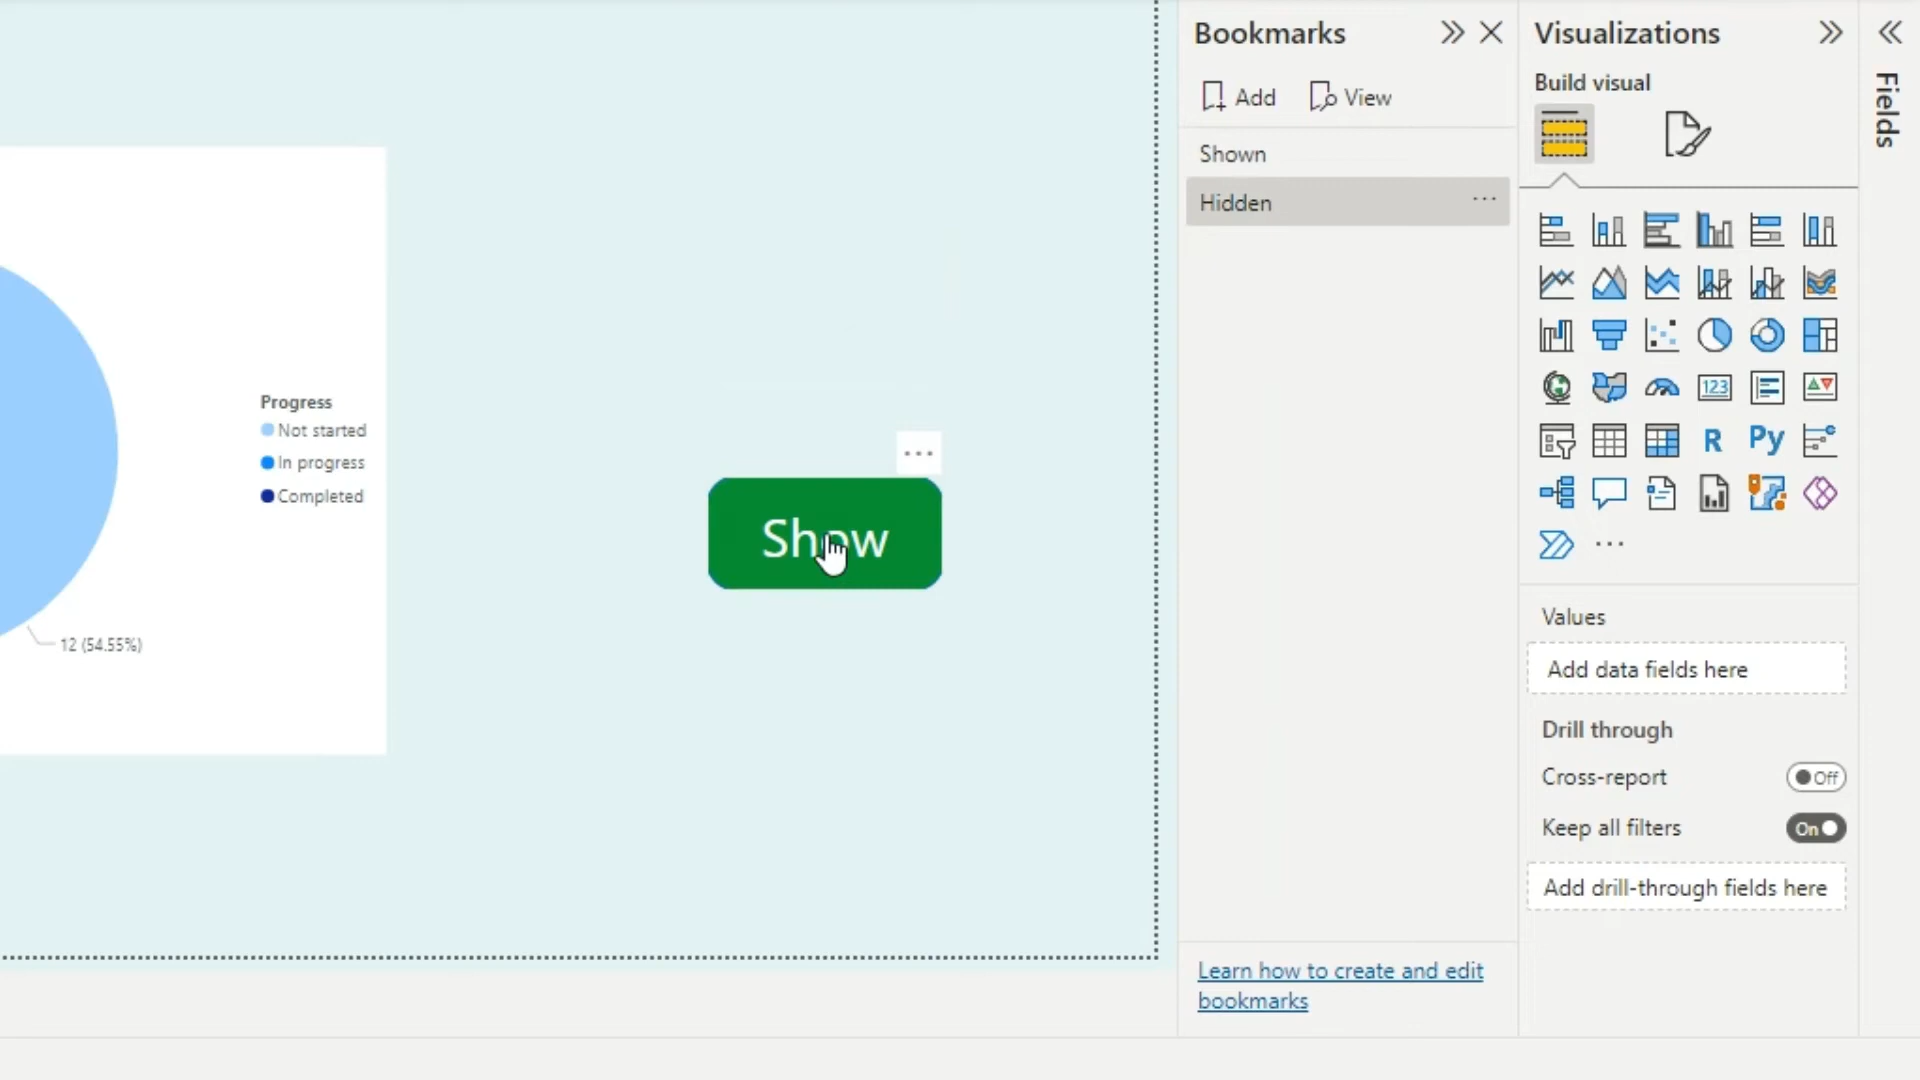 Bookmarks
Add
View
Shown
Hidden
Learn how to create and edit
bookmarks
Visualizations
Build visual
123
R
Py
Values
Add data fields here
Drill through
Cross-report
Off
Keep all filters
On
Add drill-through fields here
Fields
Progress
Not started
In progress
Completed
12 (54.55%)
Show